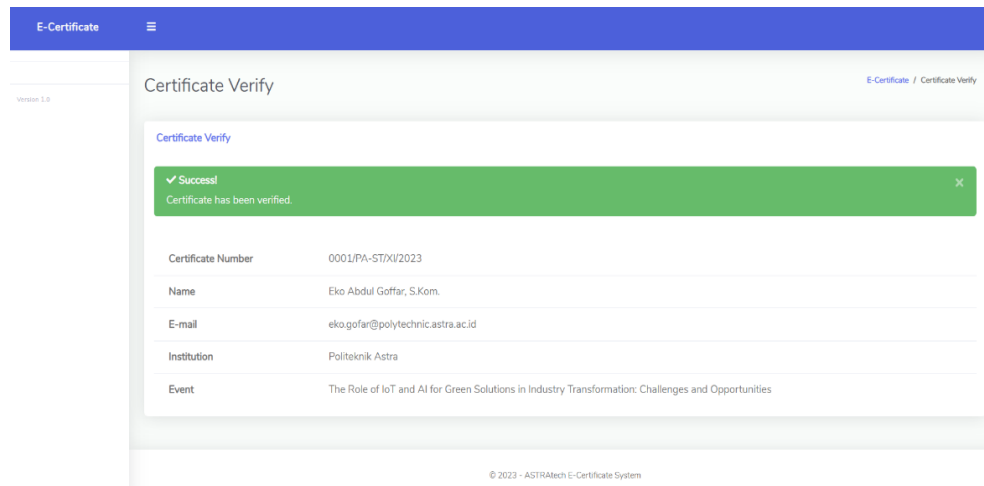 E-Certificate
Version 1.0
Certificate Verify
E-Certificate / Certificate Verify
Certificate Verify
Success!
Certificate has been verified.
Certificate Number 0001/PA-ST/XI/2023
Name Eko Abdul Goffar, S.Kom.
E-mail eko.gofar@polytechnic.astra.ac.id
Institution Politeknik Astra
Event The Role of IoT and AI for Green Solutions in Industry Transformation: Challenges and Opportunities
© 2023 - ASTRAtech E-Certificate System